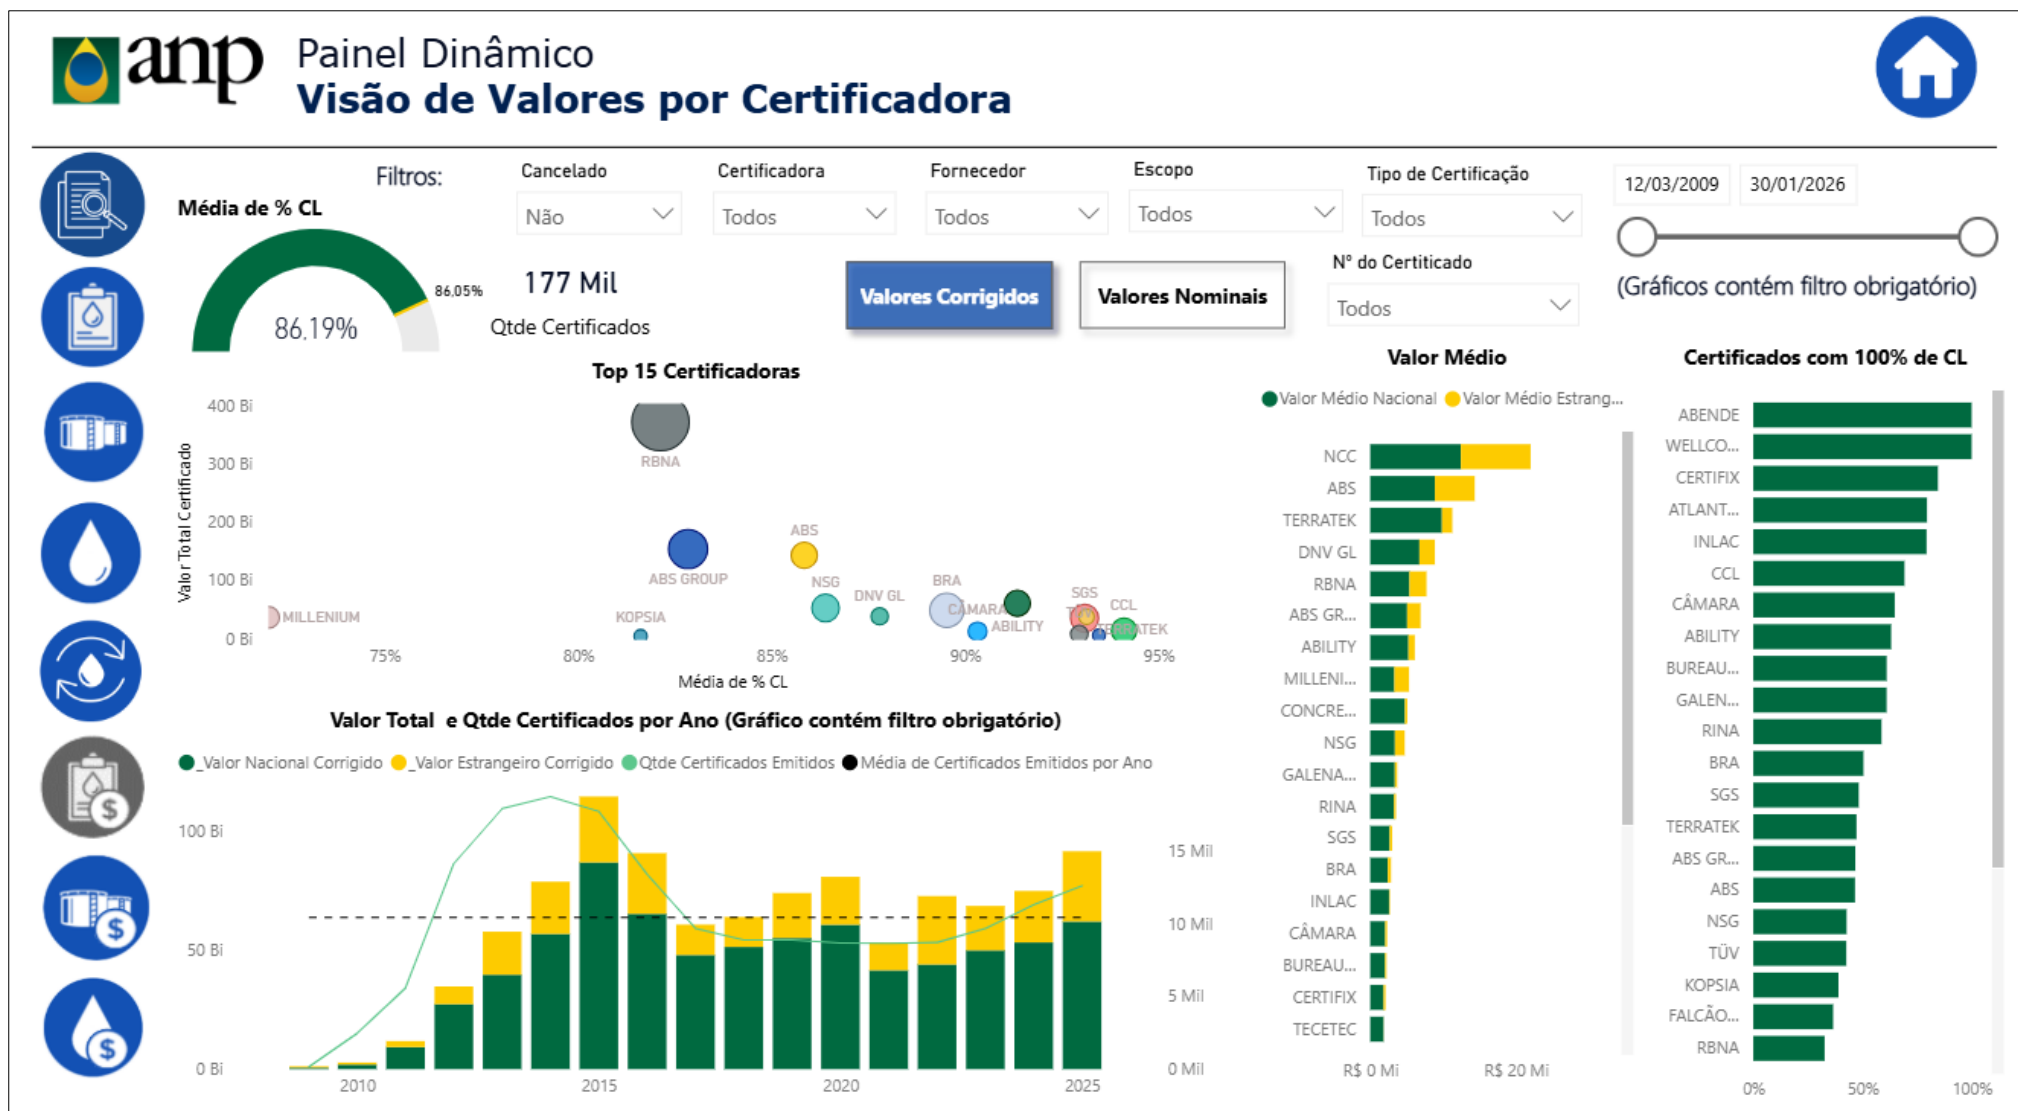 anp
Painel Dinâmico
Visão de Valores por Certificadora
Filtros:
Cancelado
Não
Certificadora
Todos
Fornecedor
Todos
Escopo
Todos
Tipo de Certificação
Todos
12/03/2009
30/01/2026
(Gráficos contém filtro obrigatório)
Nº do Certiticado
Todos
Média de % CL
86,05%
86,19%
177 Mil
Qtde Certificados
Valores Corrigidos
Valores Nominais
Top 15 Certificadoras
Valor Total Certificado
400 Bi
300 Bi
200 Bi
100 Bi
0 Bi
RBNA
ABS GROUP
ABS
NSG
DNV GL
BRA
CÂMARA
ABILITY
SGS
CCL
TERRATEK
KOPSIA
MILLENIUM
75%
80%
85%
90%
95%
Média de % CL
Valor Total e Qtde Certificados por Ano (Gráfico contém filtro obrigatório)
_Valor Nacional Corrigido
_Valor Estrangeiro Corrigido
Qtde Certificados Emitidos
Média de Certificados Emitidos por Ano
100 Bi
50 Bi
0 Bi
15 Mil
10 Mil
5 Mil
0 Mil
2010
2015
2020
2025
Valor Médio
Valor Médio Nacional
Valor Médio Estrang...
NCC
ABS
TERRATEK
DNV GL
RBNA
ABS GR...
ABILITY
MILLENI...
CONCRE...
NSG
GALENA...
RINA
SGS
BRA
INLAC
CÂMARA
BUREAU...
CERTIFIX
TECETEC
R$ 0 Mi
R$ 20 Mi
Certificados com 100% de CL
ABENDE
WELLCO...
CERTIFIX
ATLANT...
INLAC
CCL
CÂMARA
ABILITY
BUREAU...
GALEN...
RINA
BRA
SGS
TERRATEK
ABS GR...
ABS
NSG
TÜV
KOPSIA
FALCÃO...
RBNA
0%
50%
100%